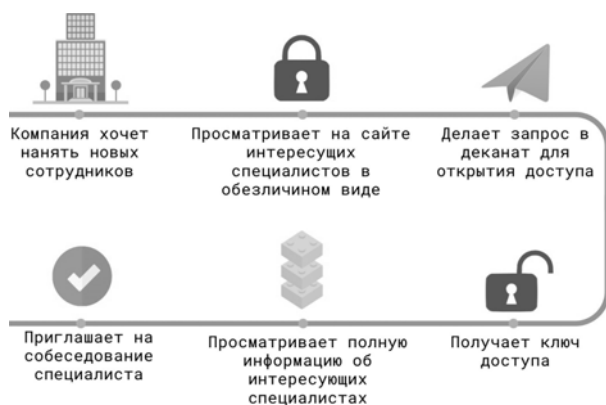 Компания хочет
нанять новых
сотрудников
Просматривает на сайте
интересущих
специалистов в
обезличином виде
Делает запрос в
деканат для
открытия доступа
Получает ключ
доступа
Просматривает полную
информацию об
интересующих
специалистах
Приглашает на
собеседование
специалиста